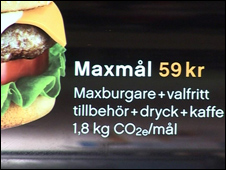 Maxmål 59 kr
Maxburgare + valfritt
tillbehör + dryck + kaffe
1,8 kg CO2e/mål